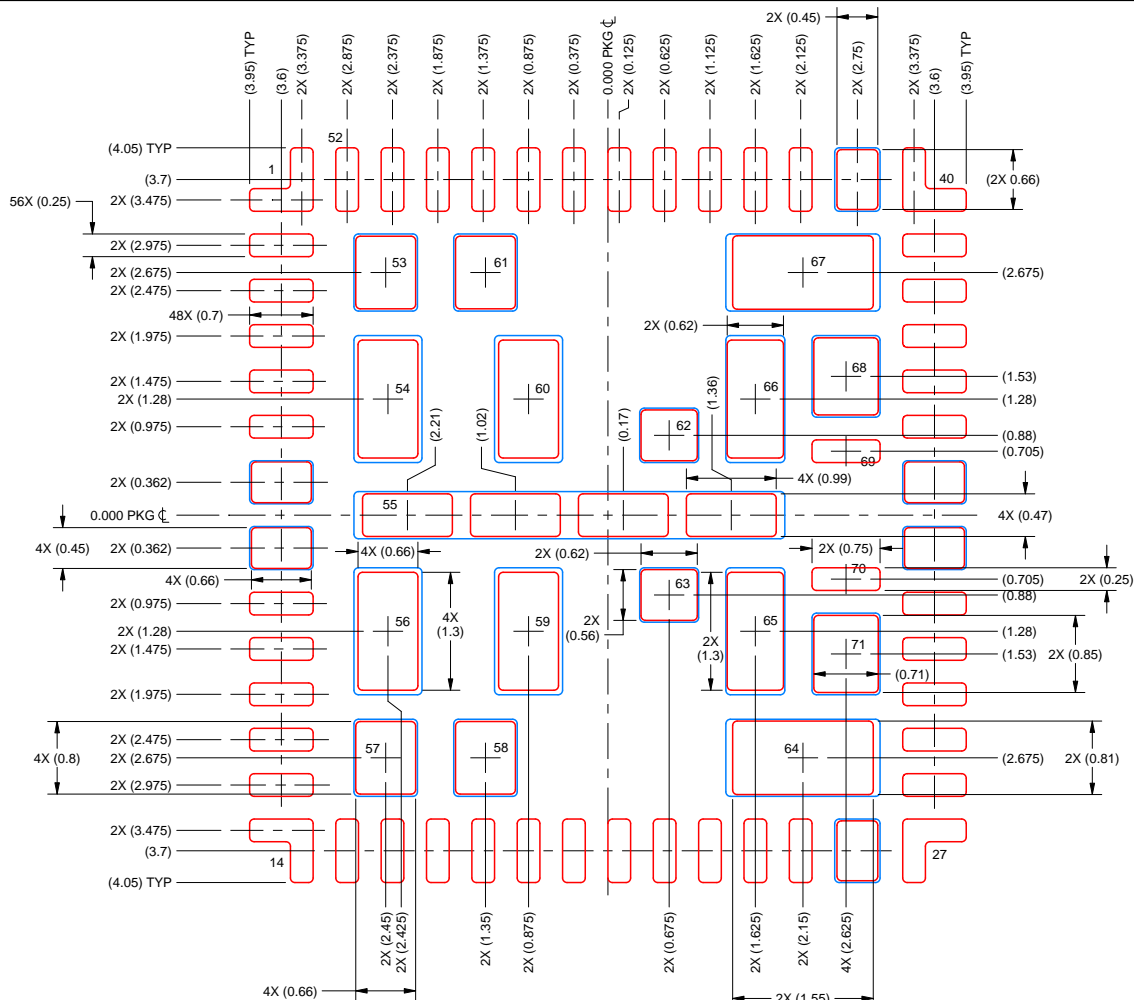 2X (0.45)
(3.95) TYP
(3.6)
2X (3.375)
2X (2.875)
2X (2.375)
2X (1.875)
2X (1.375)
2X (0.875)
2X (0.375)
0.000 PKG ℄
2X (0.125)
2X (0.625)
2X (1.125)
2X (1.625)
2X (2.125)
2X (2.75)
2X (3.375)
(3.6)
(3.95) TYP
(4.05) TYP
52
1
40
(3.7)
(2X 0.66)
2X (3.475)
56X (0.25)
2X (2.975)
2X (2.675)
53
61
67
(2.675)
2X (2.475)
48X (0.7)
2X (0.62)
2X (1.975)
2X (1.475)
68
(1.53)
2X (1.28)
54
60
66
(1.28)
(2.21)
(1.02)
(0.17)
(1.36)
2X (0.975)
62
(0.88)
(0.705)
69
2X (0.362)
4X (0.99)
55
0.000 PKG ℄
4X (0.47)
4X (0.45)
2X (0.362)
4X (0.66)
2X (0.62)
2X (0.75)
4X (0.66)
70
(0.705)
2X (0.25)
2X (0.975)
63
(0.88)
4X
(1.3)
2X
(0.56)
2X
(1.3)
2X (1.28)
56
59
65
(1.28)
2X (1.475)
71
(1.53)
2X (0.85)
(0.71)
2X (1.975)
2X (2.475)
4X (0.8)
2X (2.675)
57
58
64
(2.675)
2X (0.81)
2X (2.975)
2X (3.475)
(3.7)
14
27
(4.05) TYP
2X (2.45)
2X (2.425)
2X (1.35)
2X (0.875)
2X (0.675)
2X (1.625)
2X (2.15)
4X (2.625)
4X (0.66)
2X (1.55)